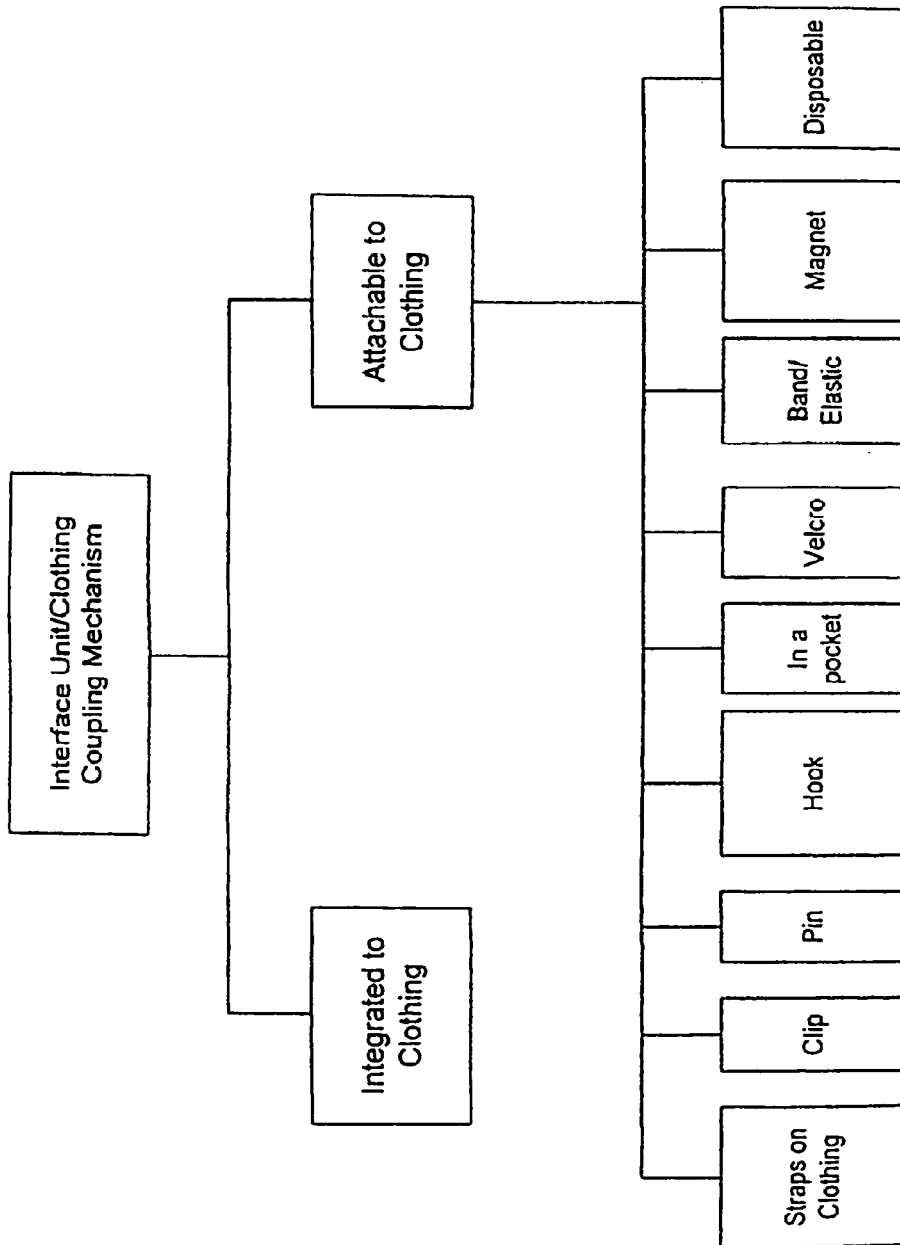 Interface Unit/Clothing
Coupling Mechanism
Integrated to
Clothing
Attachable to
Clothing
Straps on
Clothing
Clip
Pin
Hook
In a
pocket
Velcro
Band/
Elastic
Magnet
Disposable